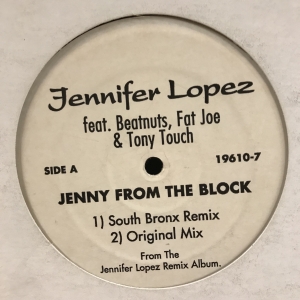 Jennifer Lopez
feat. Beatnuts, Fat Joe
& Tony Touch
SIDE A
19610-7
JENNY FROM THE BLOCK
1) South Bronx Remix
2) Original Mix
From The
Jennifer Lopez Remix Album.